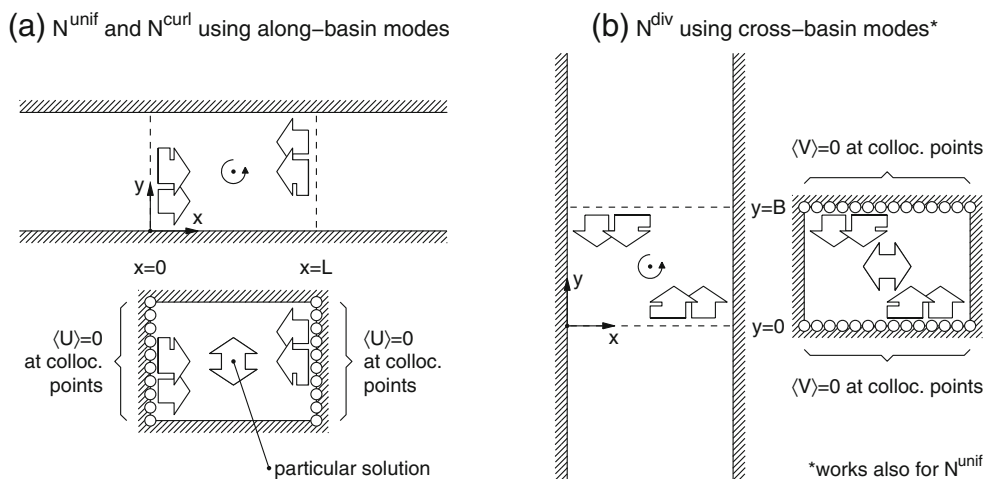 (a) N^unif and N^curl using along–basin modes
y
x
x=0
x=L
⟨U⟩=0
at colloc.
points
⟨U⟩=0
at colloc.
points
particular solution
(b) N^div using cross–basin modes*
⟨V⟩=0 at colloc. points
y=B
y
x
y=0
⟨V⟩=0 at colloc. points
*works also for N^unif